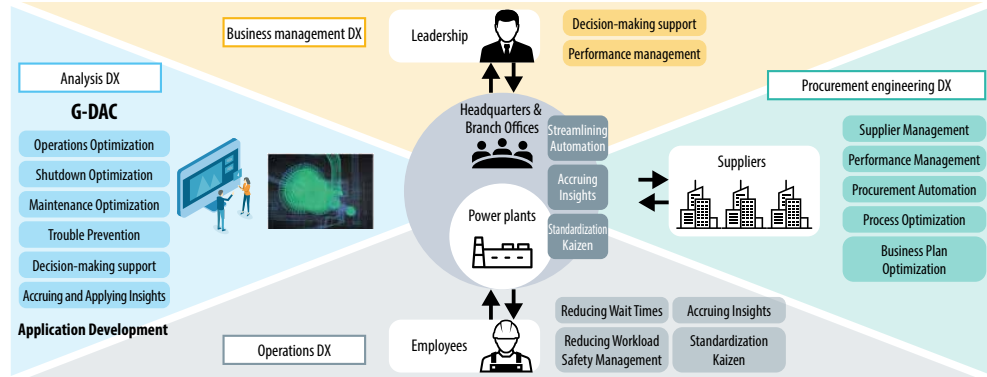 Business management DX
Leadership
Decision-making support
Performance management
Analysis DX
G-DAC
Operations Optimization
Shutdown Optimization
Maintenance Optimization
Trouble Prevention
Decision-making support
Accruing and Applying Insights
Application Development
Headquarters &
Branch Offices
Streamlining
Automation
Accruing
Insights
Standardization
Kaizen
Power plants
Procurement engineering DX
Suppliers
Supplier Management
Performance Management
Procurement Automation
Process Optimization
Business Plan
Optimization
Operations DX
Employees
Reducing Wait Times
Accruing Insights
Reducing Workload
Safety Management
Standardization
Kaizen